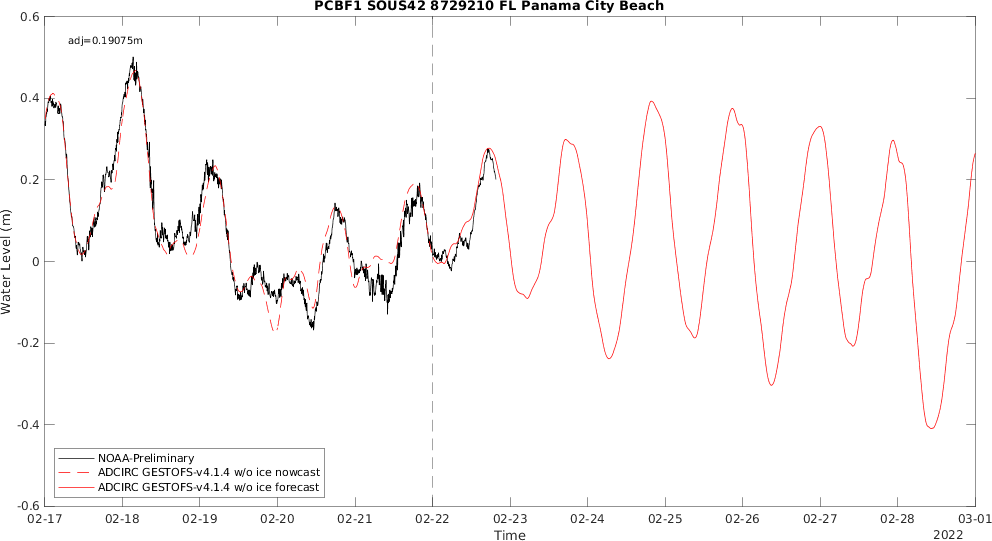 PCBF1 SOUS42 8729210 FL Panama City Beach
adj=0.19075m
0.6
0.4
0.2
0
-0.2
-0.4
-0.6
Water Level (m)
NOAA-Preliminary
ADCIRC GESTOFS-v4.1.4 w/o ice nowcast
ADCIRC GESTOFS-v4.1.4 w/o ice forecast
02-17 02-18 02-19 02-20 02-21 02-22 02-23 02-24 02-25 02-26 02-27 02-28 03-01
Time
2022